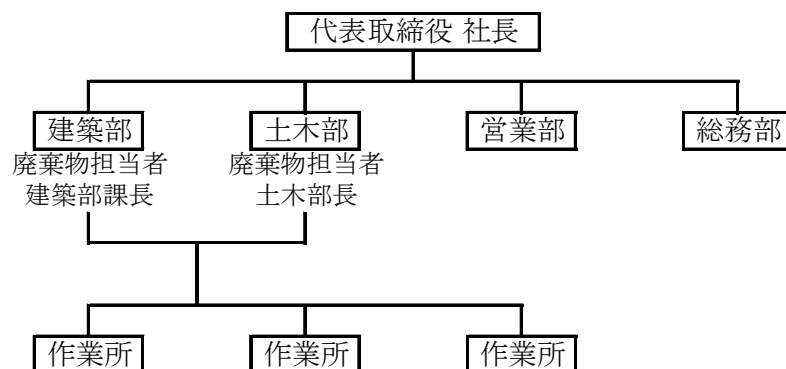 代表取締役 社長
建築部
土木部
営業部
総務部
廃棄物担当者
廃棄物担当者
建築部課長
土木部長
作業所
作業所
作業所